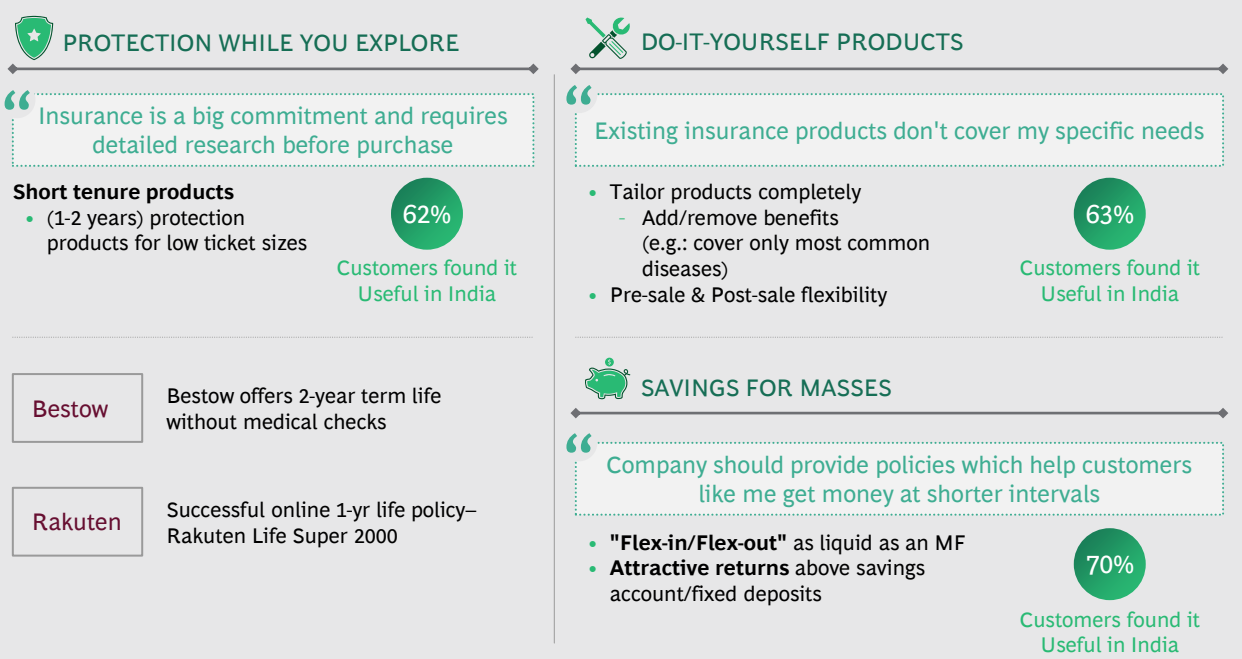 PROTECTION WHILE YOU EXPLORE
“
Insurance is a big commitment and requires
detailed research before purchase
Short tenure products
• (1-2 years) protection
products for low ticket sizes
62%
Customers found it
Useful in India
Bestow
Bestow offers 2-year term life
without medical checks
Rakuten
Successful online 1-yr life policy–
Rakuten Life Super 2000
DO-IT-YOURSELF PRODUCTS
“
Existing insurance products don't cover my specific needs
• Tailor products completely
- Add/remove benefits
(e.g.: cover only most common
diseases)
• Pre-sale & Post-sale flexibility
63%
Customers found it
Useful in India
SAVINGS FOR MASSES
“
Company should provide policies which help customers
like me get money at shorter intervals
• "Flex-in/Flex-out" as liquid as an MF
• Attractive returns above savings
account/fixed deposits
70%
Customers found it
Useful in India